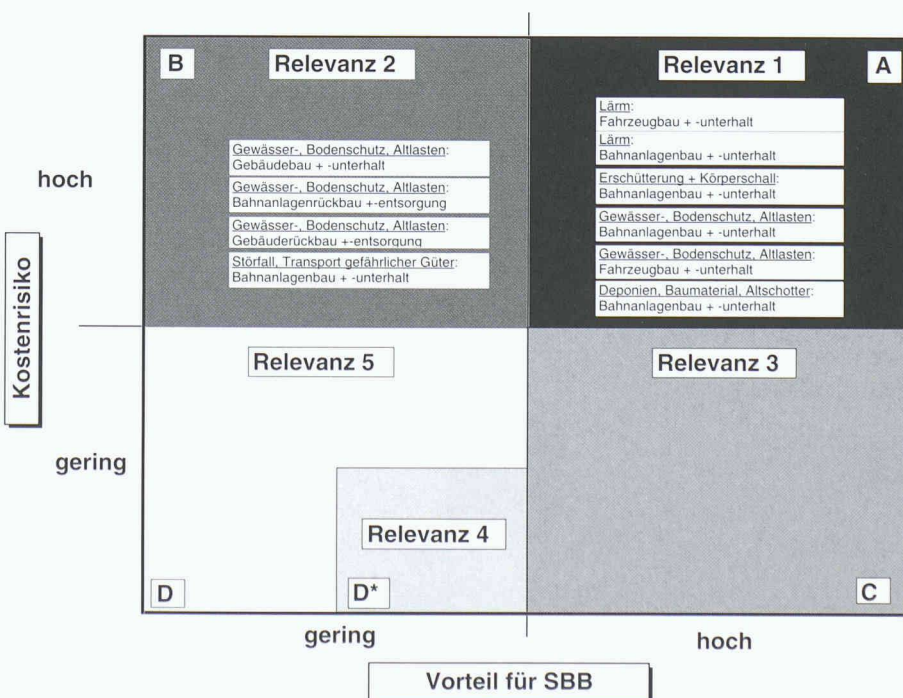 B
Relevanz 2
Relevanz 1
A
Gewässer-, Bodenschutz, Altlasten:
Gebäudebau + -unterhalt
Gewässer-, Bodenschutz, Altlasten:
Bahnanlagenrückbau +-entsorgung
Gewässer-, Bodenschutz, Altlasten:
Gebäuderückbau +-entsorgung
Störfall, Transport gefährlicher Güter:
Bahnanlagenbau + -unterhalt
Lärm:
Fahrzeugbau + -unterhalt
Lärm:
Bahnanlagenbau + -unterhalt
Erschütterung + Körperschall:
Bahnanlagenbau + -unterhalt
Gewässer-, Bodenschutz, Altlasten:
Bahnanlagenbau + -unterhalt
Gewässer-, Bodenschutz, Altlasten:
Fahrzeugbau + -unterhalt
Deponien, Baumaterial, Altschotter:
Bahnanlagenbau + -unterhalt
hoch
Kostenrisiko
gering
Relevanz 5
Relevanz 3
Relevanz 4
D
D*
C
gering
hoch
Vorteil für SBB